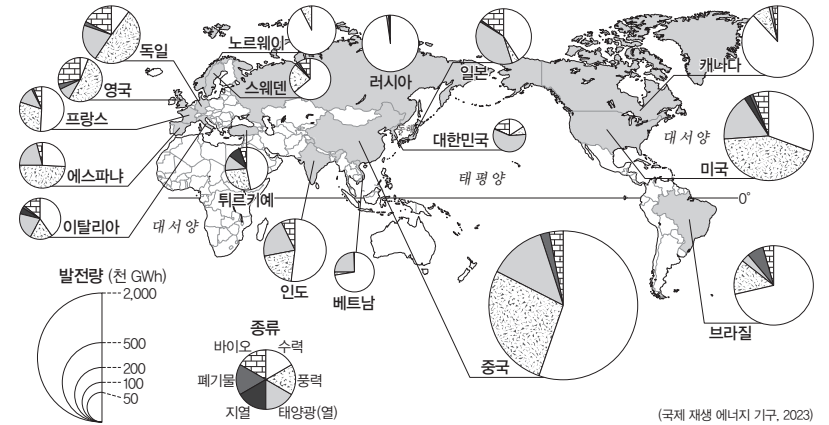 독일
노르웨이
영국
스웨덴
러시아
일본
캐나다
프랑스
대한민국
대서양
에스파냐
태평양
미국
튀르키예
이탈리아
대서양
0°
인도
베트남
브라질
중국
발전량 (천 GWh)
2,000
500
200
100
50
종류
바이오
수력
폐기물
풍력
지열
태양광(열)
(국제 재생 에너지 기구, 2023)